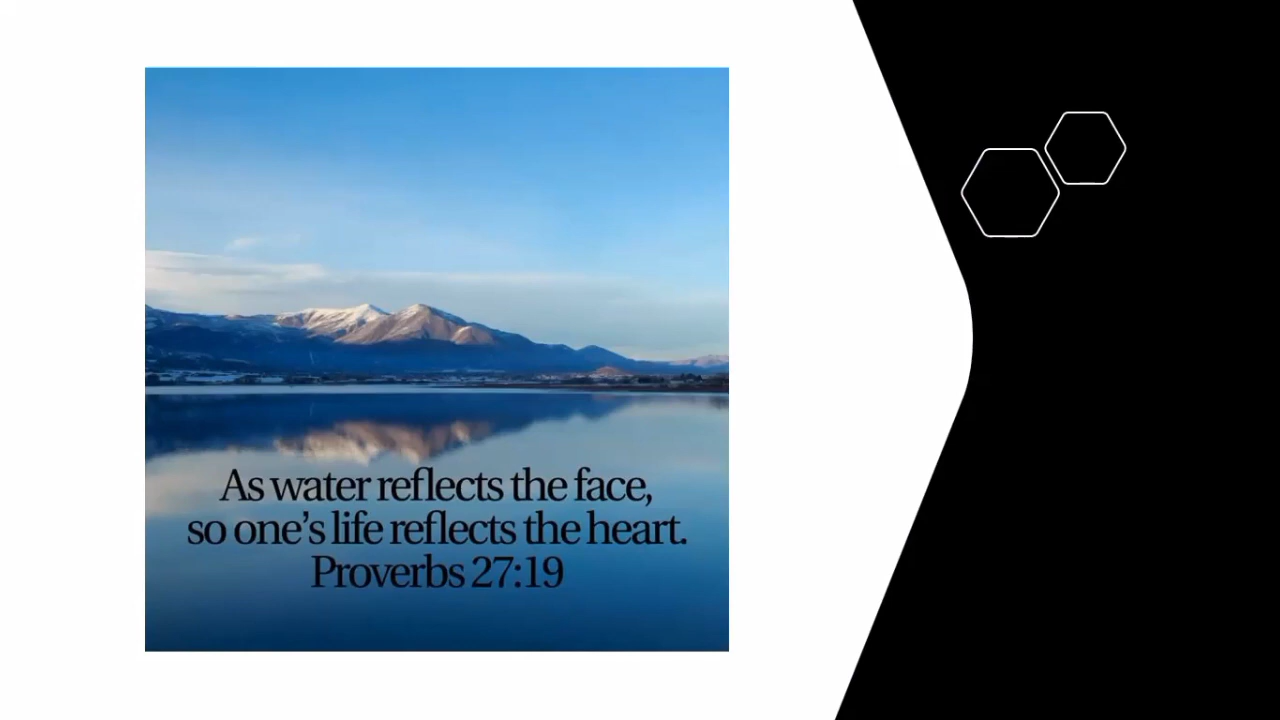 As water reflects the face,
so one’s life reflects the heart.
Proverbs 27:19